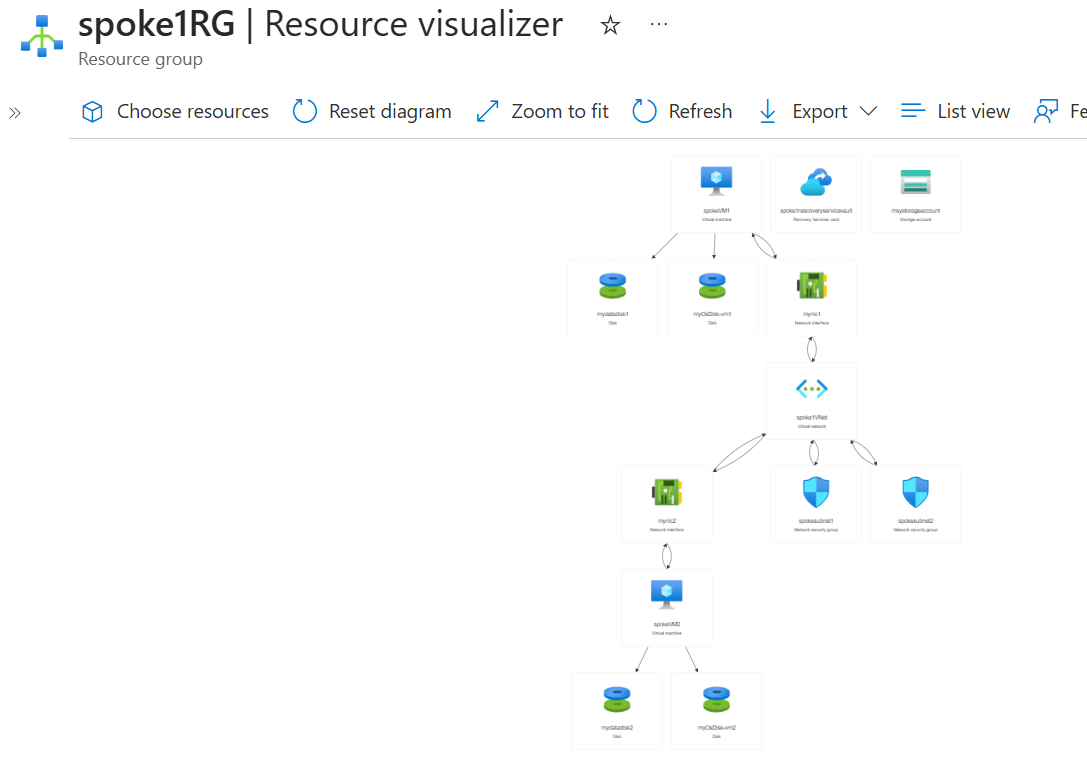 spoke1RG | Resource visualizer
Resource group
Choose resources Reset diagram Zoom to fit Refresh Export List view Fe
spokeVM1 spoke1rescoveryservicevault msystorageaccount
Virtual machine Recovery Services vault Storage account
mydatadisk1 myOsDisk-vm1 mynic1
Disk Disk Network interface
spoke1VNet
Virtual network
mynic2 spokesubnet1 spokesubnet2
Network interface Network security group Network security group
spokeVM2
Virtual machine
mydatadisk2 myOsDisk-vm2
Disk Disk